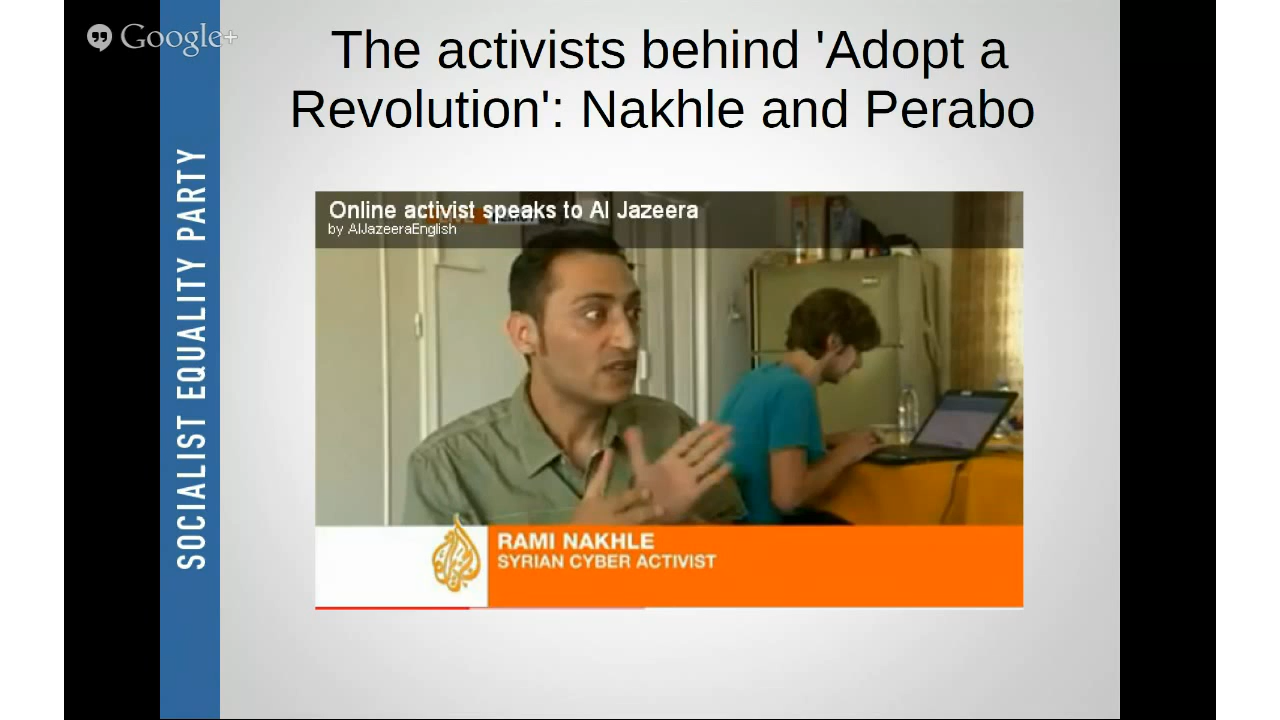 Google+
The activists behind 'Adopt a
Revolution': Nakhle and Perabo
SOCIALIST EQUALITY PARTY
Online activist speaks to Al Jazeera
by AlJazeeraEnglish
LIVE
RAMI NAKHLE
SYRIAN CYBER ACTIVIST